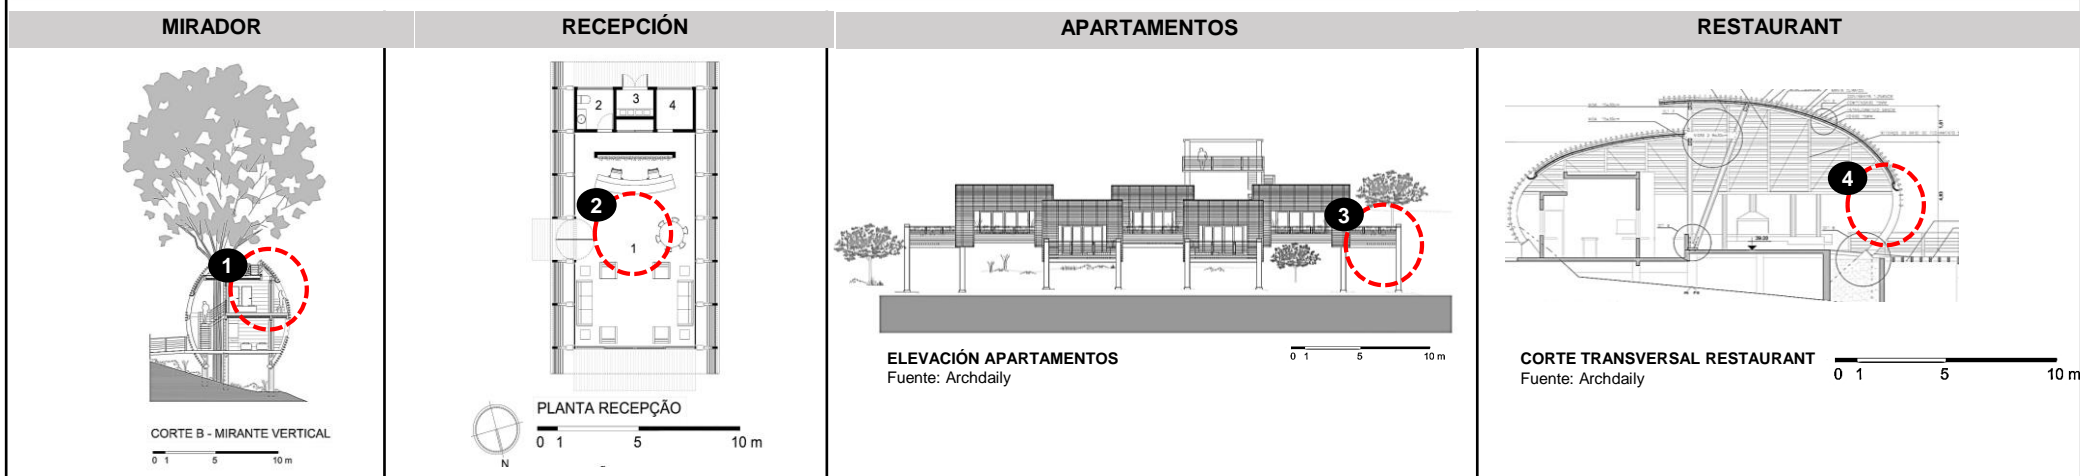 MIRADOR
RECEPCIÓN
APARTAMENTOS
RESTAURANT
1
CORTE B - MIRANTE VERTICAL
0 1 5 10 m
2
3
4
2
1
PLANTA RECEPÇÃO
0 1 5 10 m
N
3
ELEVACIÓN APARTAMENTOS
Fuente: Archdaily
0 1 5 10 m
4
CORTE TRANSVERSAL RESTAURANT
Fuente: Archdaily
0 1 5 10 m